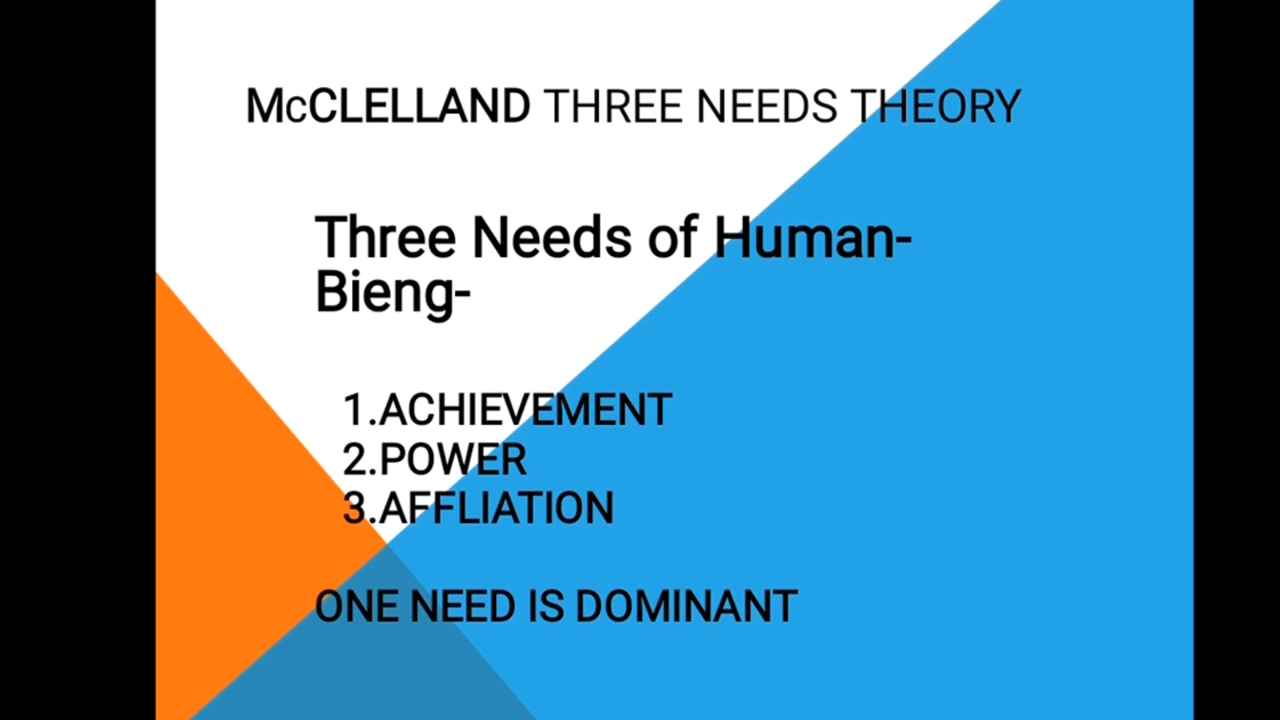 McCLELLAND THREE NEEDS THEORY
Three Needs of Human-
Bieng-
1.ACHIEVEMENT
2.POWER
3.AFFLIATION
ONE NEED IS DOMINANT